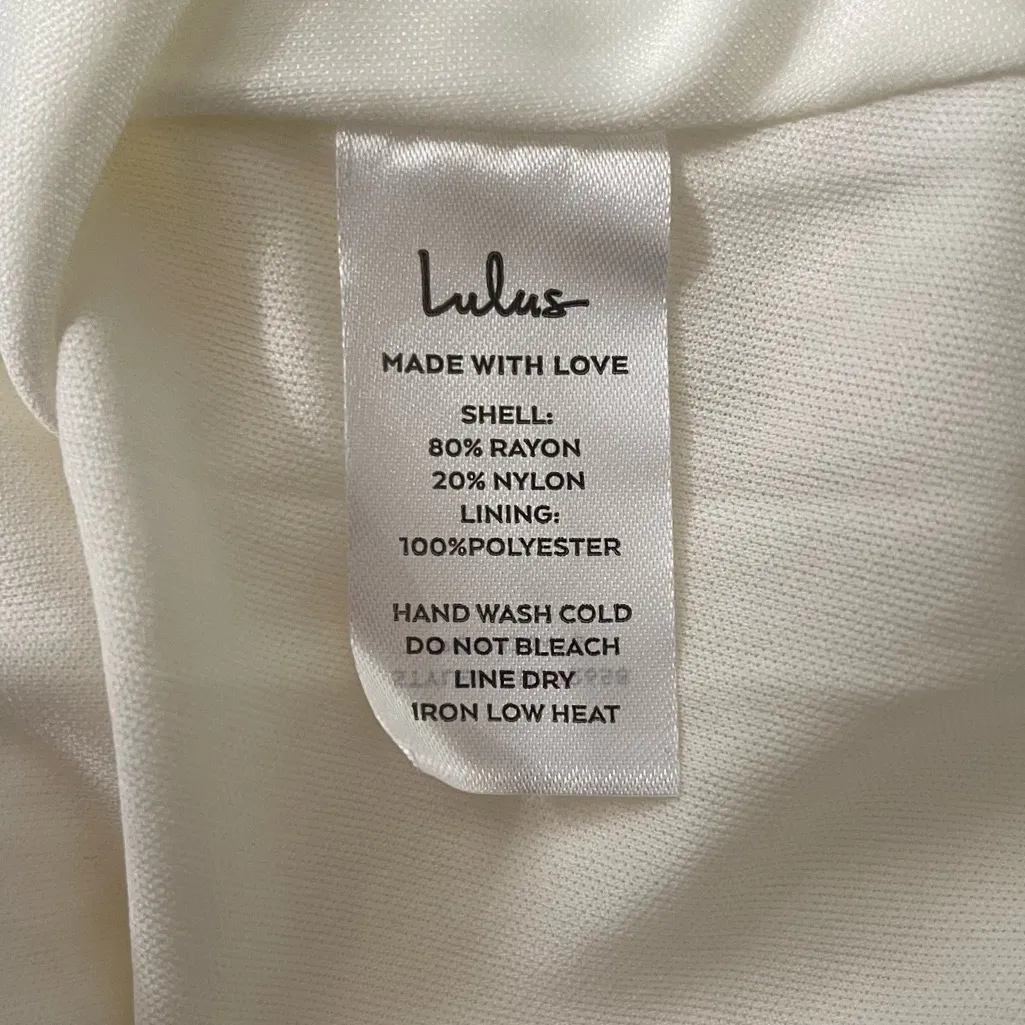 Lulus
MADE WITH LOVE
SHELL:
80% RAYON
20% NYLON
LINING:
100%POLYESTER
HAND WASH COLD
DO NOT BLEACH
LINE DRY
IRON LOW HEAT